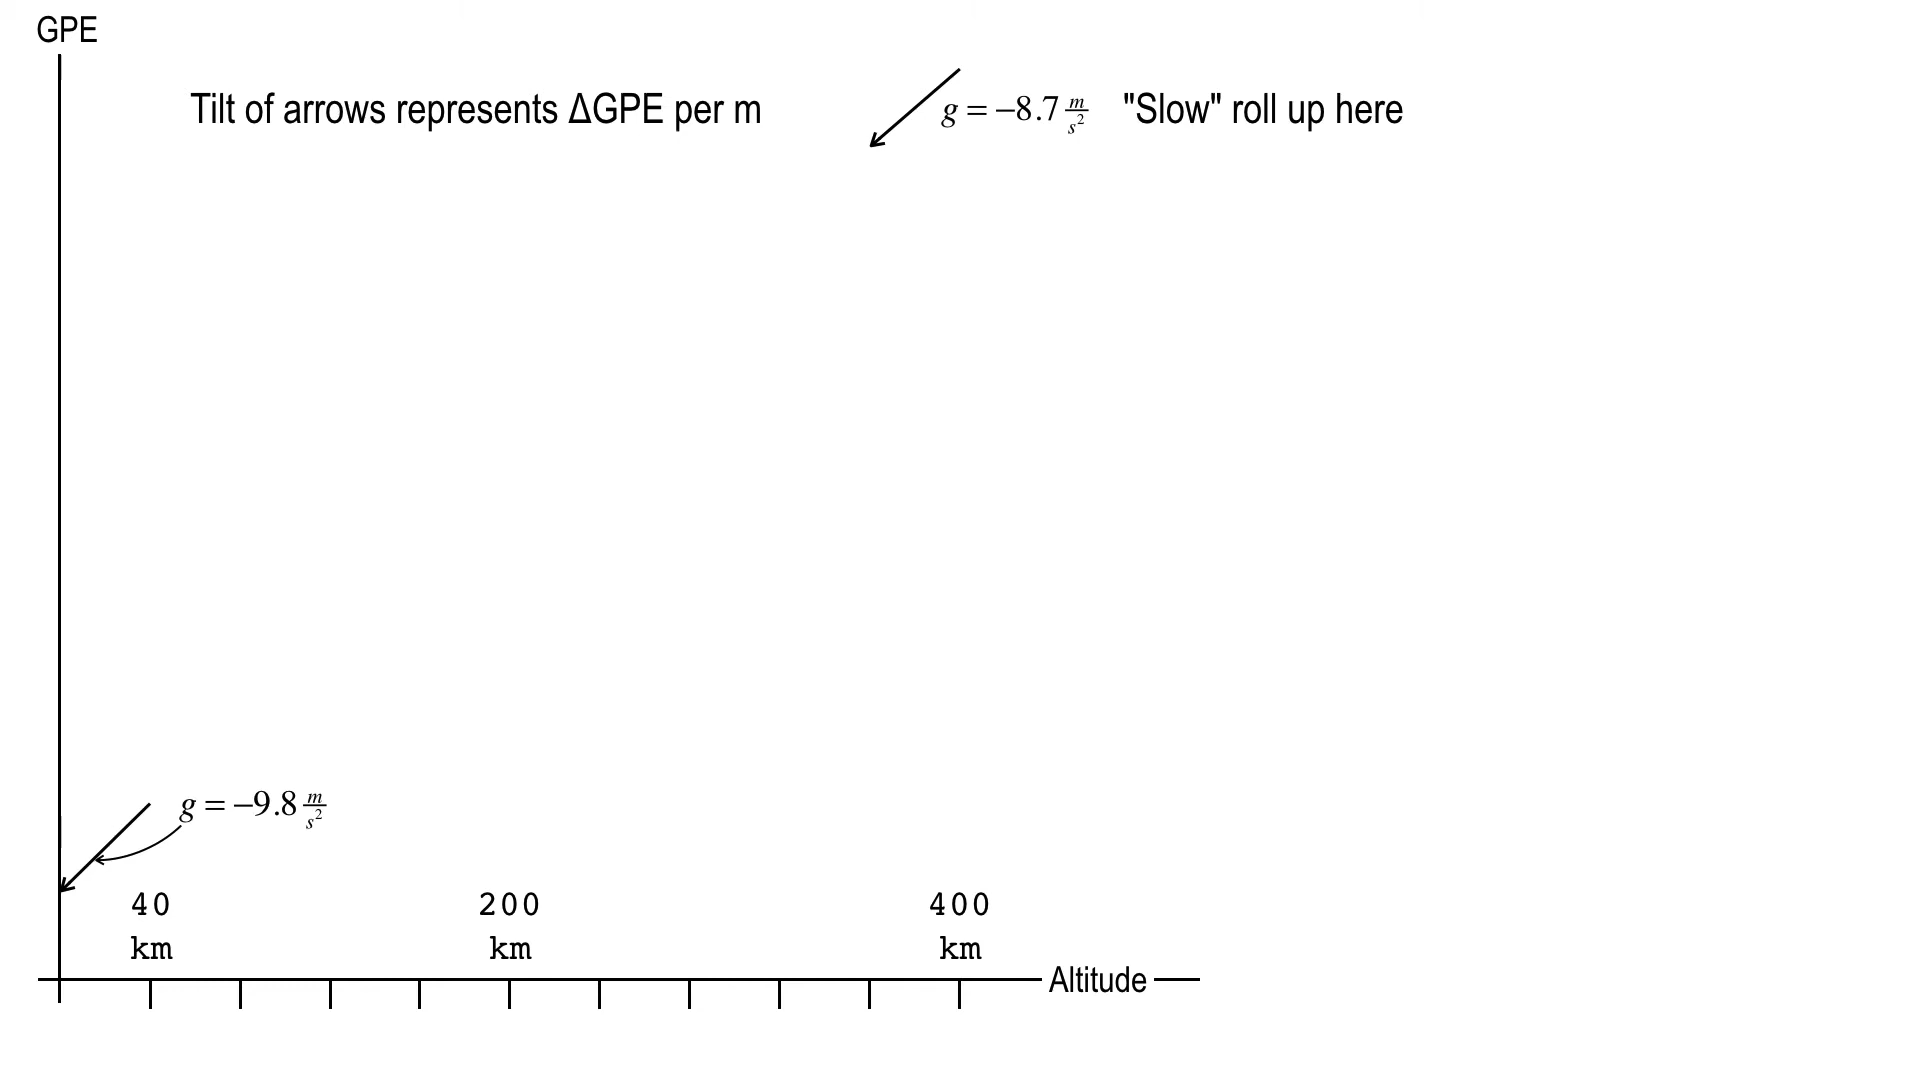 GPE
Tilt of arrows represents ΔGPE per m
g = –8.7 m/s² "Slow" roll up here
g = –9.8 m/s²
40 km
200 km
400 km
Altitude